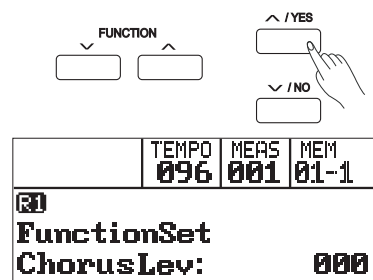 FUNCTION
∧ / YES
∨ / NO
TEMPO MEAS MEM
096 001 01-1
R1
FunctionSet
ChorusLev: 000